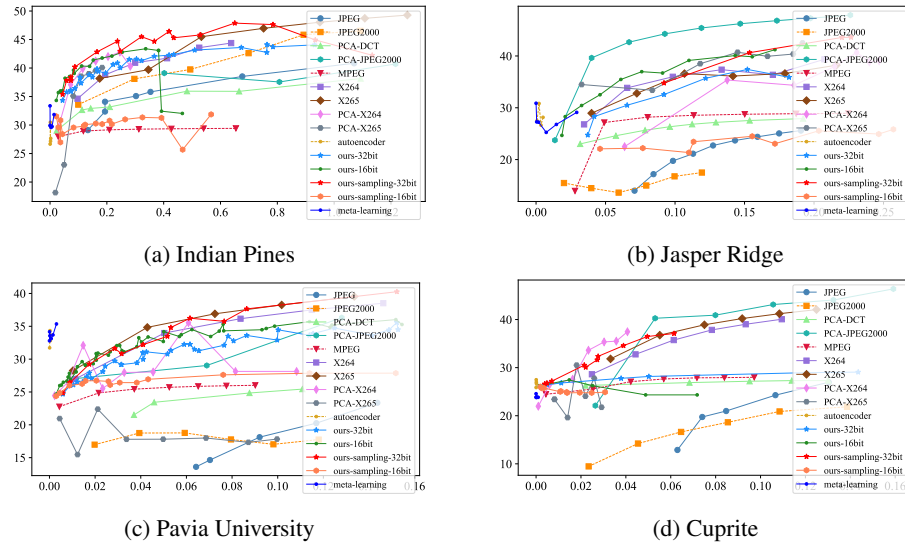 50
45
40
35
30
25
20
0.0 0.2 0.4 0.6 0.8
JPEG
JPEG2000
PCA-DCT
PCA-JPEG2000
MPEG
X264
X265
PCA-X264
PCA-X265
autoencoder
ours-32bit
ours-16bit
ours-sampling-32bit
ours-sampling-16bit
meta-learning
(a) Indian Pines
40
30
20
0.00 0.05 0.10 0.15
JPEG
JPEG2000
PCA-DCT
PCA-JPEG2000
MPEG
X264
X265
PCA-X264
PCA-X265
autoencoder
ours-32bit
ours-16bit
ours-sampling-32bit
ours-sampling-16bit
meta-learning
(b) Jasper Ridge
40
35
30
25
20
15
0.00 0.02 0.04 0.06 0.08 0.10 0.16
JPEG
JPEG2000
PCA-DCT
PCA-JPEG2000
MPEG
X264
X265
PCA-X264
PCA-X265
autoencoder
ours-32bit
ours-16bit
ours-sampling-32bit
ours-sampling-16bit
meta-learning
(c) Pavia University
50
40
30
20
10
0.00 0.02 0.04 0.06 0.08 0.10
JPEG
JPEG2000
PCA-DCT
PCA-JPEG2000
MPEG
X264
X265
PCA-X264
PCA-X265
autoencoder
ours-32bit
ours-16bit
ours-sampling-32bit
ours-sampling-16bit
meta-learning
(d) Cuprite